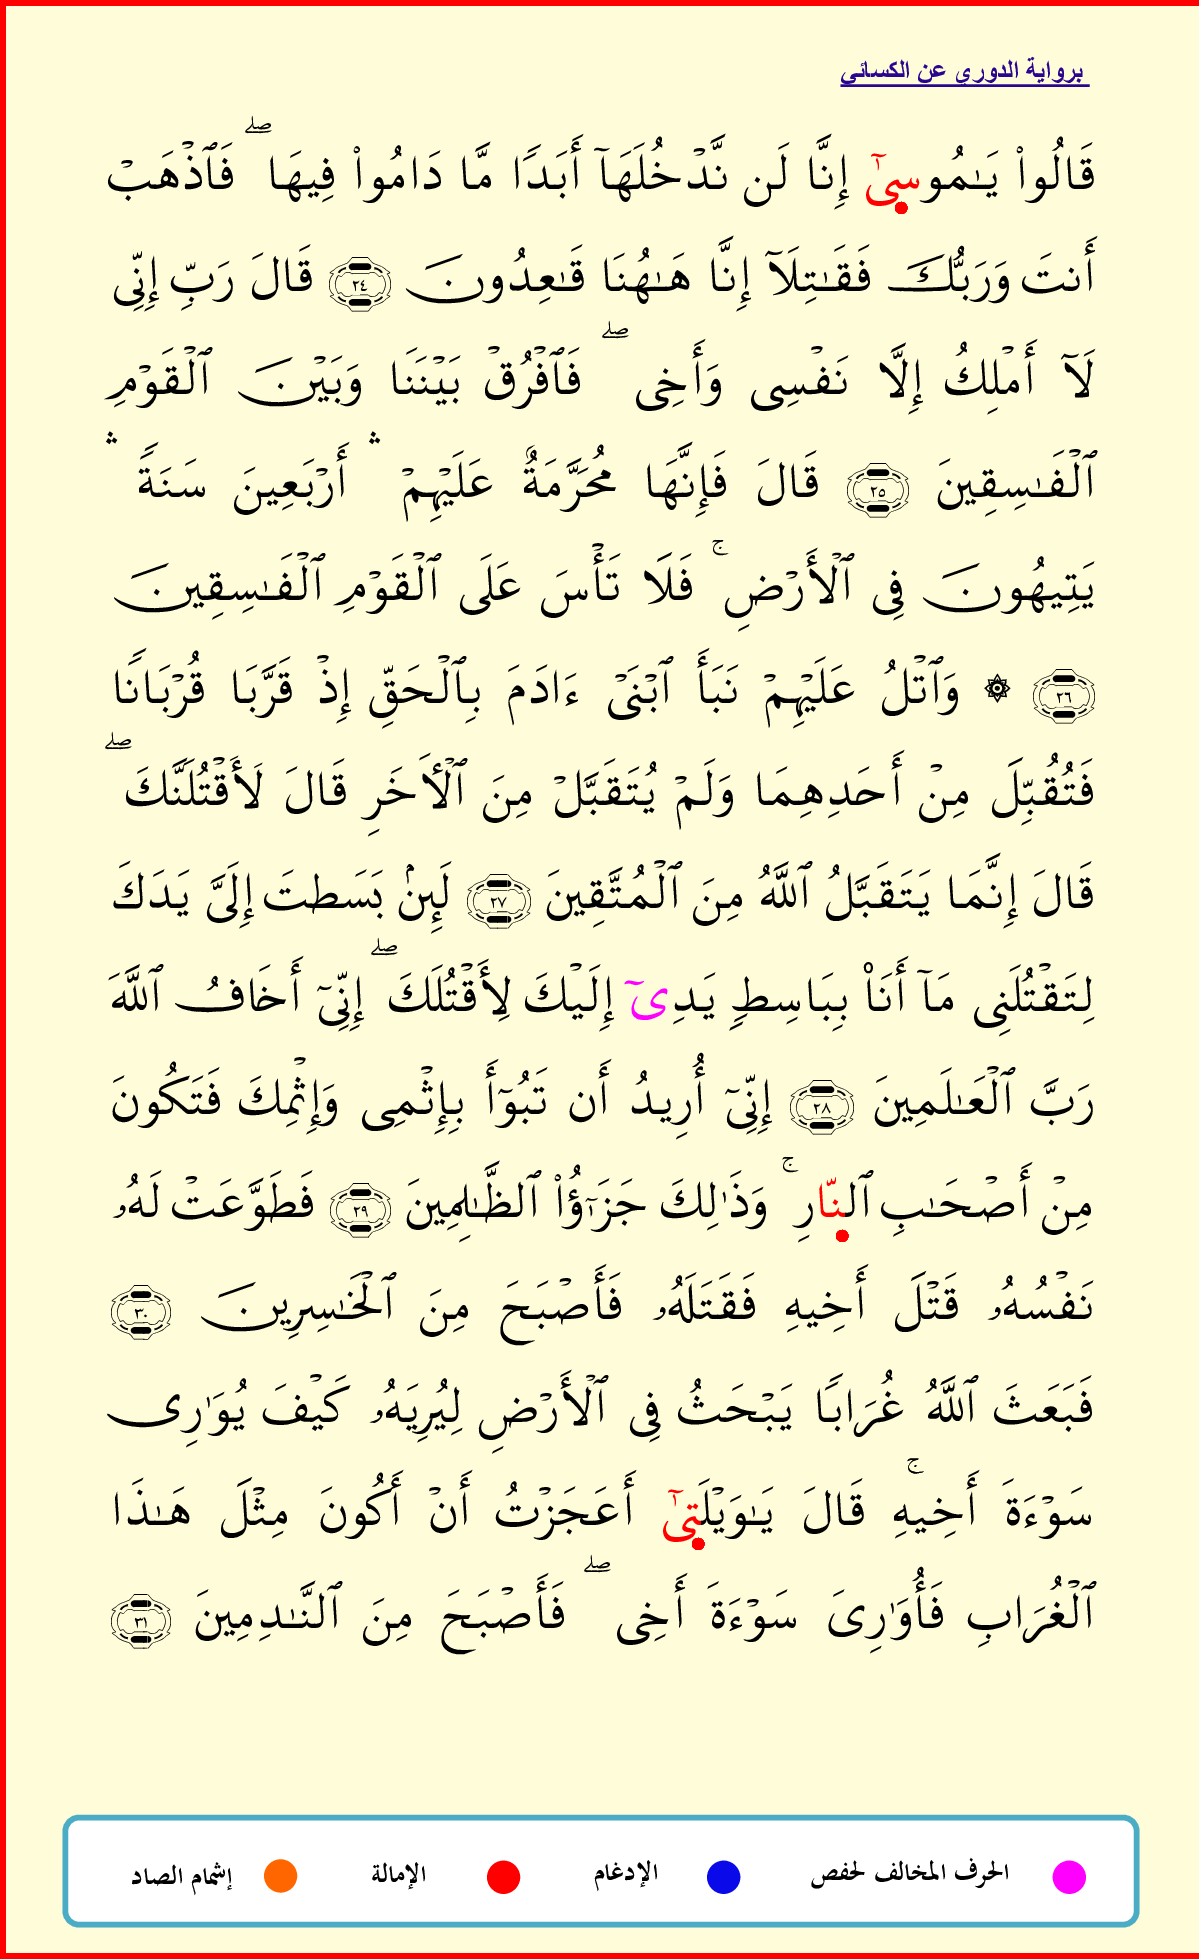 برواية الدوري عن الكسائي
قَالُوا۟ يَـٰمُوسِىٰٓ إِنَّا لَن نَّدْخُلَهَآ أَبَدًۭا مَّا دَامُوا۟ فِيهَا ۖ فَٱذْهَبْ
أَنتَ وَرَبُّكَ فَقَـٰتِلَآ إِنَّا هَـٰهُنَا قَـٰعِدُونَ ٢٤ قَالَ رَبِّ إِنِّى
لَآ أَمْلِكُ إِلَّا نَفْسِى وَأَخِى ۖ فَٱفْرُقْ بَيْنَنَا وَبَيْنَ ٱلْقَوْمِ
ٱلْفَـٰسِقِينَ ٢٥ قَالَ فَإِنَّهَا مُحَرَّمَةٌ عَلَيْهِمْ ۛ أَرْبَعِينَ سَنَةًۭ ۛ
يَتِيهُونَ فِى ٱلْأَرْضِ ۚ فَلَا تَأْسَ عَلَى ٱلْقَوْمِ ٱلْفَـٰسِقِينَ
٢٦ ۞ وَٱتْلُ عَلَيْهِمْ نَبَأَ ٱبْنَىْ ءَادَمَ بِٱلْحَقِّ إِذْ قَرَّبَا قُرْبَانًۭا
فَتُقُبِّلَ مِنْ أَحَدِهِمَا وَلَمْ يُتَقَبَّلْ مِنَ ٱلْـَٔاخَرِ قَالَ لَأَقْتُلَنَّكَ ۖ
قَالَ إِنَّمَا يَتَقَبَّلُ ٱللَّهُ مِنَ ٱلْمُتَّقِينَ ٢٧ لَئِنۢ بَسَطتَ إِلَىَّ يَدَكَ
لِتَقْتُلَنِى مَآ أَنَا۠ بِبَاسِطٍۢ يَدِىٓ إِلَيْكَ لِأَقْتُلَكَ ۖ إِنِّىٓ أَخَافُ ٱللَّهَ
رَبَّ ٱلْعَـٰلَمِينَ ٢٨ إِنِّىٓ أُرِيدُ أَن تَبُوٓأَ بِإِثْمِى وَإِثْمِكَ فَتَكُونَ
مِنْ أَصْحَـٰبِ ٱلنَّارِ ۚ وَذَٰلِكَ جَزَٰٓؤُا۟ ٱلظَّـٰلِمِينَ ٢٩ فَطَوَّعَتْ لَهُۥ
نَفْسُهُۥ قَتْلَ أَخِيهِ فَقَتَلَهُۥ فَأَصْبَحَ مِنَ ٱلْخَـٰسِرِينَ ٣٠
فَبَعَثَ ٱللَّهُ غُرَابًۭا يَبْحَثُ فِى ٱلْأَرْضِ لِيُرِيَهُۥ كَيْفَ يُوَٰرِى
سَوْءَةَ أَخِيهِ ۚ قَالَ يَـٰوَيْلَتِىٰٓ أَعَجَزْتُ أَنْ أَكُونَ مِثْلَ هَـٰذَا
ٱلْغُرَابِ فَأُوَٰرِىَ سَوْءَةَ أَخِى ۖ فَأَصْبَحَ مِنَ ٱلنَّـٰدِمِينَ ٣١
الحرف المخالف لحفص الإدغام الإمالة إشمام الصاد